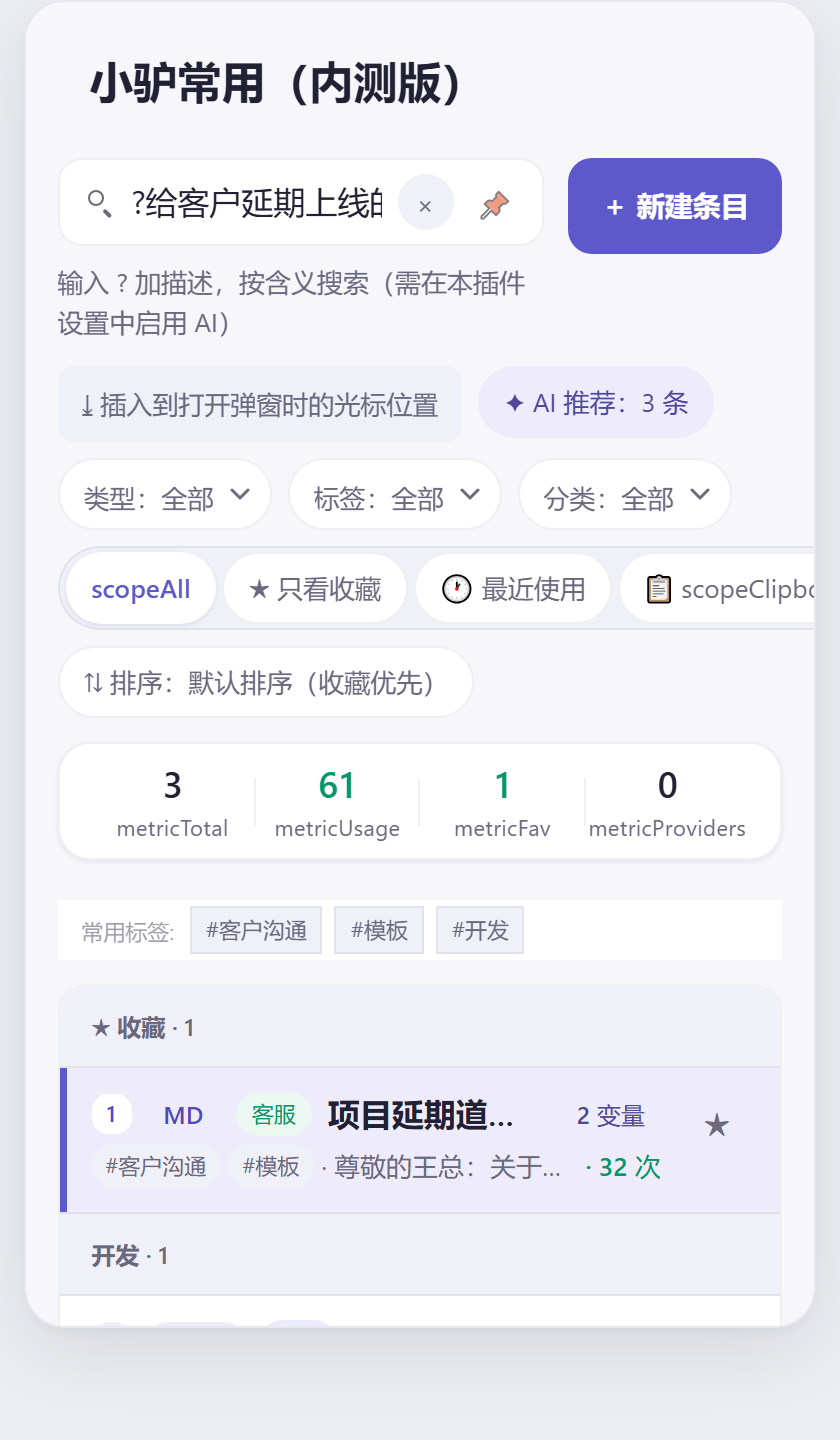 小驴常用（内测版）
?给客户延期上线的
×
+ 新建条目
输入 ? 加描述，按含义搜索（需在本插件
设置中启用 AI）
⤓ 插入到打开弹窗时的光标位置
✦ AI 推荐：3 条
类型：全部
标签：全部
分类：全部
scopeAll
★ 只看收藏
最近使用
scopeClipbo
⇅ 排序：默认排序（收藏优先）
3
metricTotal
61
metricUsage
1
metricFav
0
metricProviders
常用标签:
#客户沟通
#模板
#开发
★ 收藏 · 1
1 MD 客服 项目延期道… 2 变量 ★
#客户沟通 #模板 · 尊敬的王总：关于… · 32 次
开发 · 1